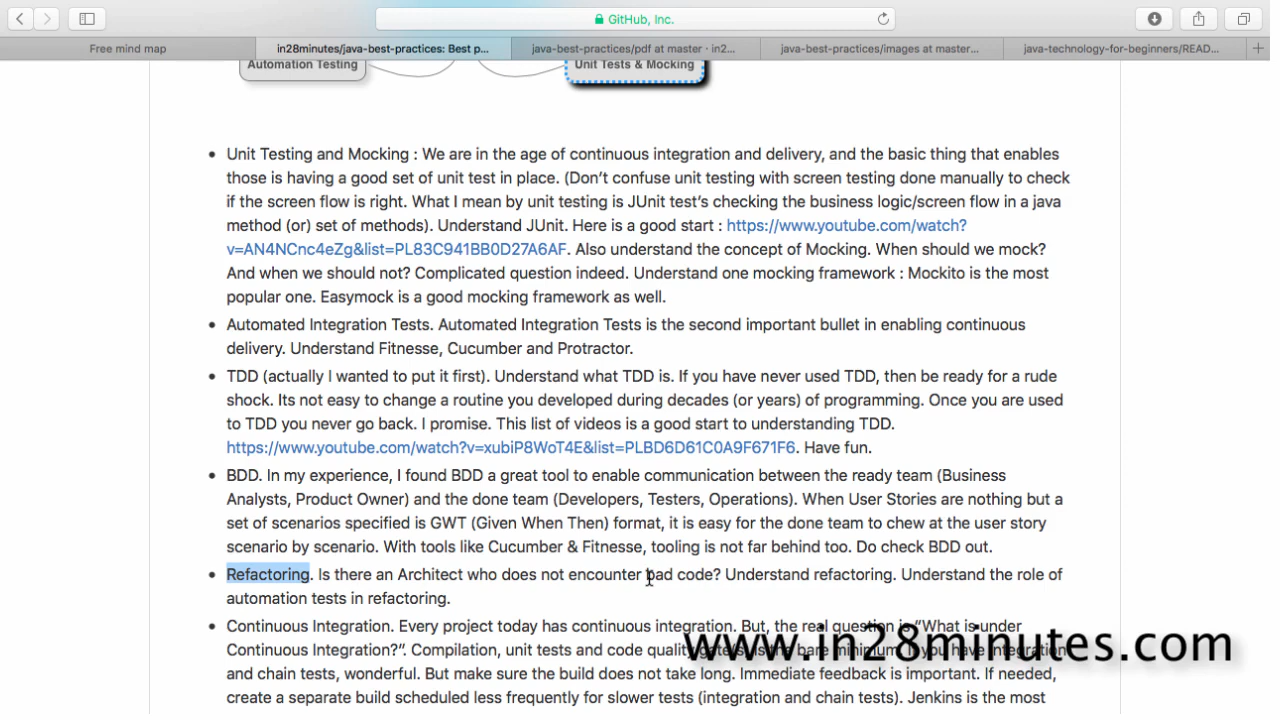 GitHub, Inc.
Free mind map
in28minutes/java-best-practices: Best p...
java-best-practices/pdf at master · in2...
java-best-practices/images at master...
java-technology-for-beginners/READ...
Automation Testing
Unit Tests & Mocking
Unit Testing and Mocking : We are in the age of continuous integration and delivery, and the basic thing that enables
those is having a good set of unit test in place. (Don't confuse unit testing with screen testing done manually to check
if the screen flow is right. What I mean by unit testing is JUnit test's checking the business logic/screen flow in a java
method (or) set of methods). Understand JUnit. Here is a good start : https://www.youtube.com/watch?
v=AN4NCnc4eZg&list=PL83C941BB0D27A6AF. Also understand the concept of Mocking. When should we mock?
And when we should not? Complicated question indeed. Understand one mocking framework : Mockito is the most
popular one. Easymock is a good mocking framework as well.
Automated Integration Tests. Automated Integration Tests is the second important bullet in enabling continuous
delivery. Understand Fitnesse, Cucumber and Protractor.
TDD (actually I wanted to put it first). Understand what TDD is. If you have never used TDD, then be ready for a rude
shock. Its not easy to change a routine you developed during decades (or years) of programming. Once you are used
to TDD you never go back. I promise. This list of videos is a good start to understanding TDD.
https://www.youtube.com/watch?v=xubiP8WoT4E&list=PLBD6D61C0A9F671F6. Have fun.
BDD. In my experience, I found BDD a great tool to enable communication between the ready team (Business
Analysts, Product Owner) and the done team (Developers, Testers, Operations). When User Stories are nothing but a
set of scenarios specified is GWT (Given When Then) format, it is easy for the done team to chew at the user story
scenario by scenario. With tools like Cucumber & Fitnesse, tooling is not far behind too. Do check BDD out.
Refactoring. Is there an Architect who does not encounter bad code? Understand refactoring. Understand the role of
automation tests in refactoring.
Continuous Integration. Every project today has continuous integration. But, the real question is "What is under
Continuous Integration?". Compilation, unit tests and code quality gate/s is the bare minimum. If you have integration
and chain tests, wonderful. But make sure the build does not take long. Immediate feedback is important. If needed,
create a separate build scheduled less frequently for slower tests (integration and chain tests). Jenkins is the most
www.in28minutes.com